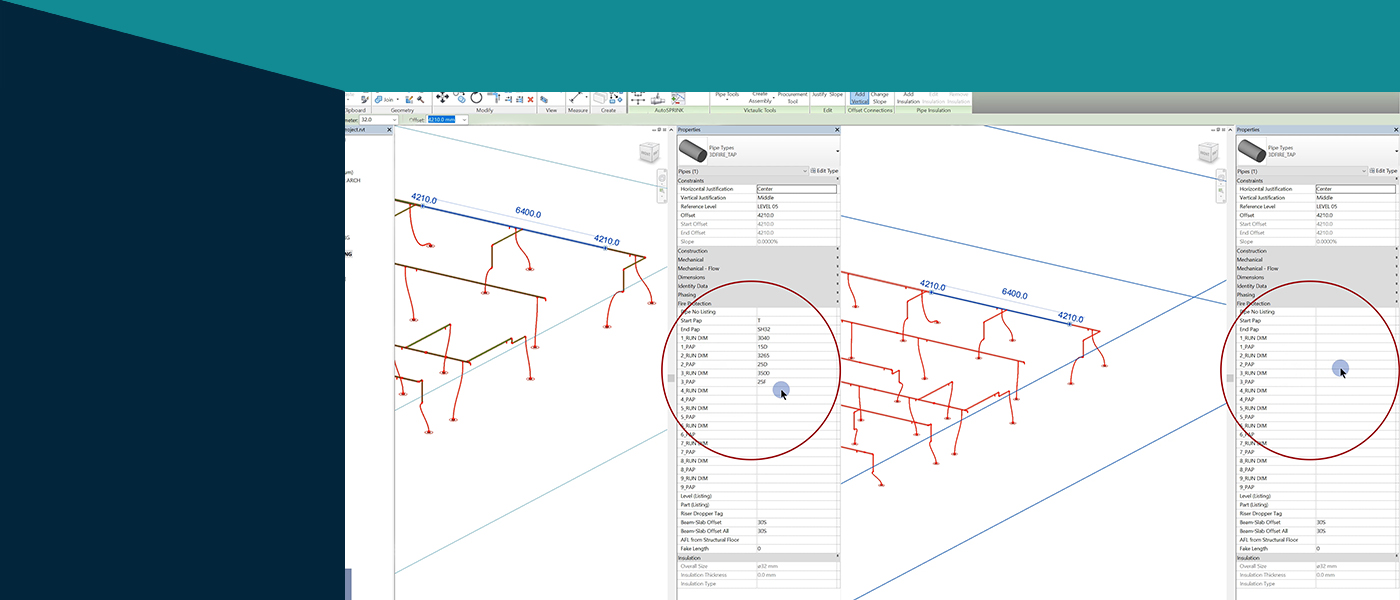 Join
Procurement
Pipe Tools
Create
Assembly
Tool
Justify
Slope
Add
Vertical
Change
Slope
Add
Insulation
Edit
Insulation
Remove
Insulation
Geometry
Modify
View
Measure
Create
AutoSPRINK
Victaulic Tools
Edit
Offset Connections
Pipe Insulation
32.0
Offset:
4210.0 mm
ARCH
4210.0
6400.0
4210.0
Properties
Pipe Types
3DFIRE_TAP
Pipes (1)
Edit Type
Constraints
Horizontal Justification Center
Vertical Justification Middle
Reference Level LEVEL 05
Offset 4210.0
Start Offset 4210.0
End Offset 4210.0
Slope 0.0000%
Construction
Mechanical
Mechanical - Flow
Dimensions
Identity Data
Phasing
Fire Protection
Pipe No Listing
Start Pap T
End Pap SH32
1_RUN DIM 3040
1_PAP 15D
2_RUN DIM 3265
2_PAP 25D
3_RUN DIM 3500
3_PAP 25F
4_RUN DIM
4_PAP
5_RUN DIM
5_PAP
6_RUN DIM
6_PAP
7_RUN DIM
7_PAP
8_RUN DIM
8_PAP
9_RUN DIM
9_PAP
Level (Listing)
Part (Listing)
Riser Dropper Tag
Beam-Slab Offset 305
Beam-Slab Offset All 305
AFL from Structural Floor
Fake Length 0
Insulation
Overall Size ø32 mm
Insulation Thickness 0.0 mm
Insulation Type
4210.0
6400.0
4210.0
Properties
Pipe Types
3DFIRE_TAP
Pipes (1)
Edit Type
Constraints
Horizontal Justification Center
Vertical Justification Middle
Reference Level LEVEL 05
Offset 4210.0
Start Offset 4210.0
End Offset 4210.0
Slope 0.0000%
Construction
Mechanical
Mechanical - Flow
Dimensions
Identity Data
Phasing
Fire Protection
Pipe No Listing
Start Pap
End Pap
1_RUN DIM
1_PAP
2_RUN DIM
2_PAP
3_RUN DIM
3_PAP
4_RUN DIM
4_PAP
5_RUN DIM
5_PAP
6_RUN DIM
6_PAP
7_RUN DIM
7_PAP
8_RUN DIM
8_PAP
9_RUN DIM
9_PAP
Level (Listing)
Part (Listing)
Riser Dropper Tag
Beam-Slab Offset 305
Beam-Slab Offset All 305
AFL from Structural Floor
Fake Length 0
Insulation
Overall Size ø32 mm
Insulation Thickness 0.0 mm
Insulation Type